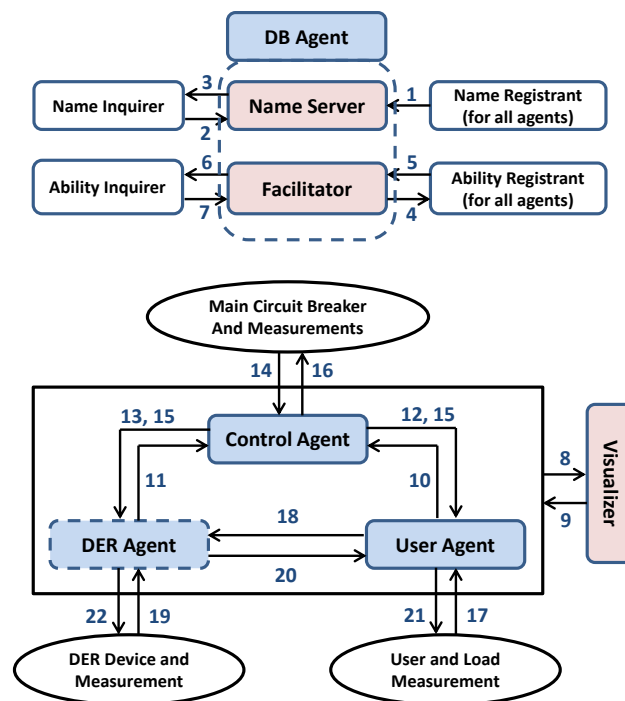 DB Agent
3
1
Name Inquirer
Name Server
Name Registrant
(for all agents)
2
6
5
Ability Inquirer
Facilitator
Ability Registrant
(for all agents)
7
4
Main Circuit Breaker
And Measurements
14
16
13, 15
12, 15
Control Agent
11
10
8
9
Visualizer
18
DER Agent
User Agent
20
22
19
21
17
DER Device and
Measurement
User and Load
Measurement